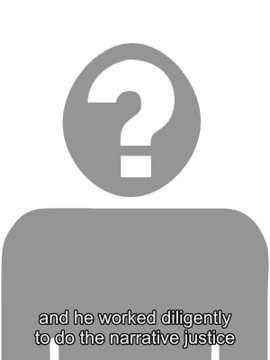 ?
and he worked diligently
to do the narrative justice